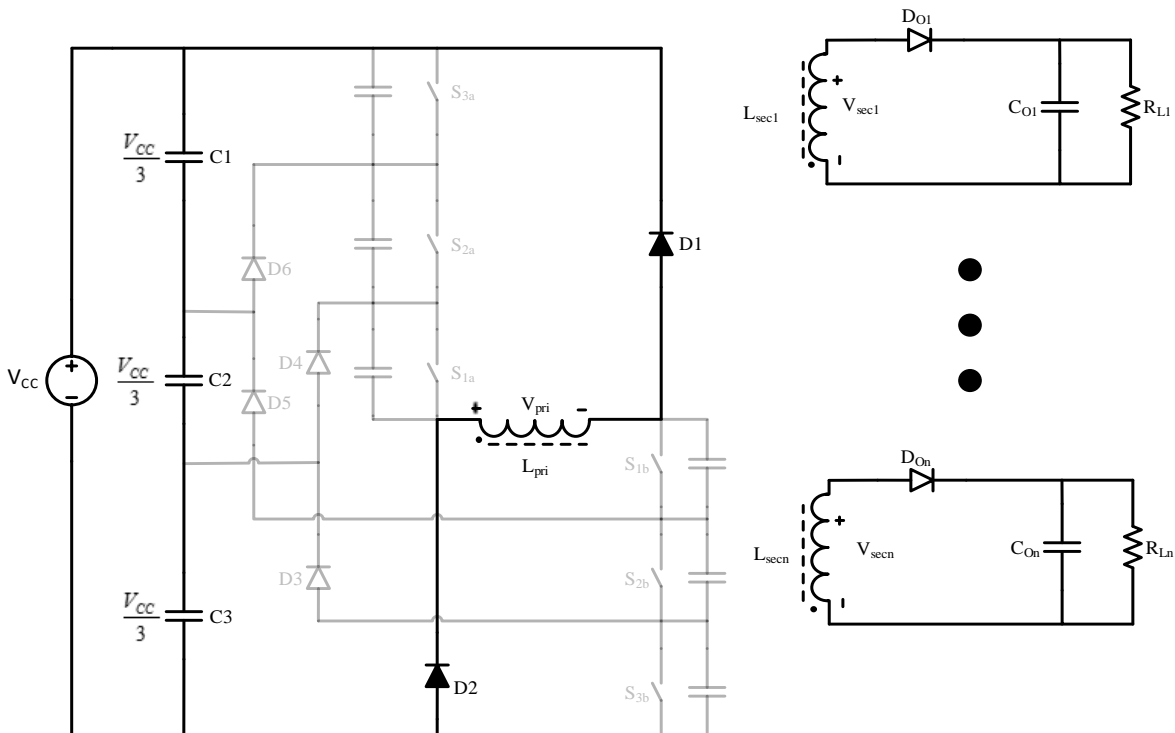 D_O1
S_3a
L_sec1
+
V_sec1
−
C_O1
R_L1
V_CC/3
C1
D6
S_2a
D1
V_CC
+
−
V_CC/3
C2
D4
D5
S_1a
+
V_pri
−
L_pri
S_1b
D_On
L_secn
+
V_secn
−
C_On
R_Ln
V_CC/3
C3
D3
S_2b
D2
S_3b